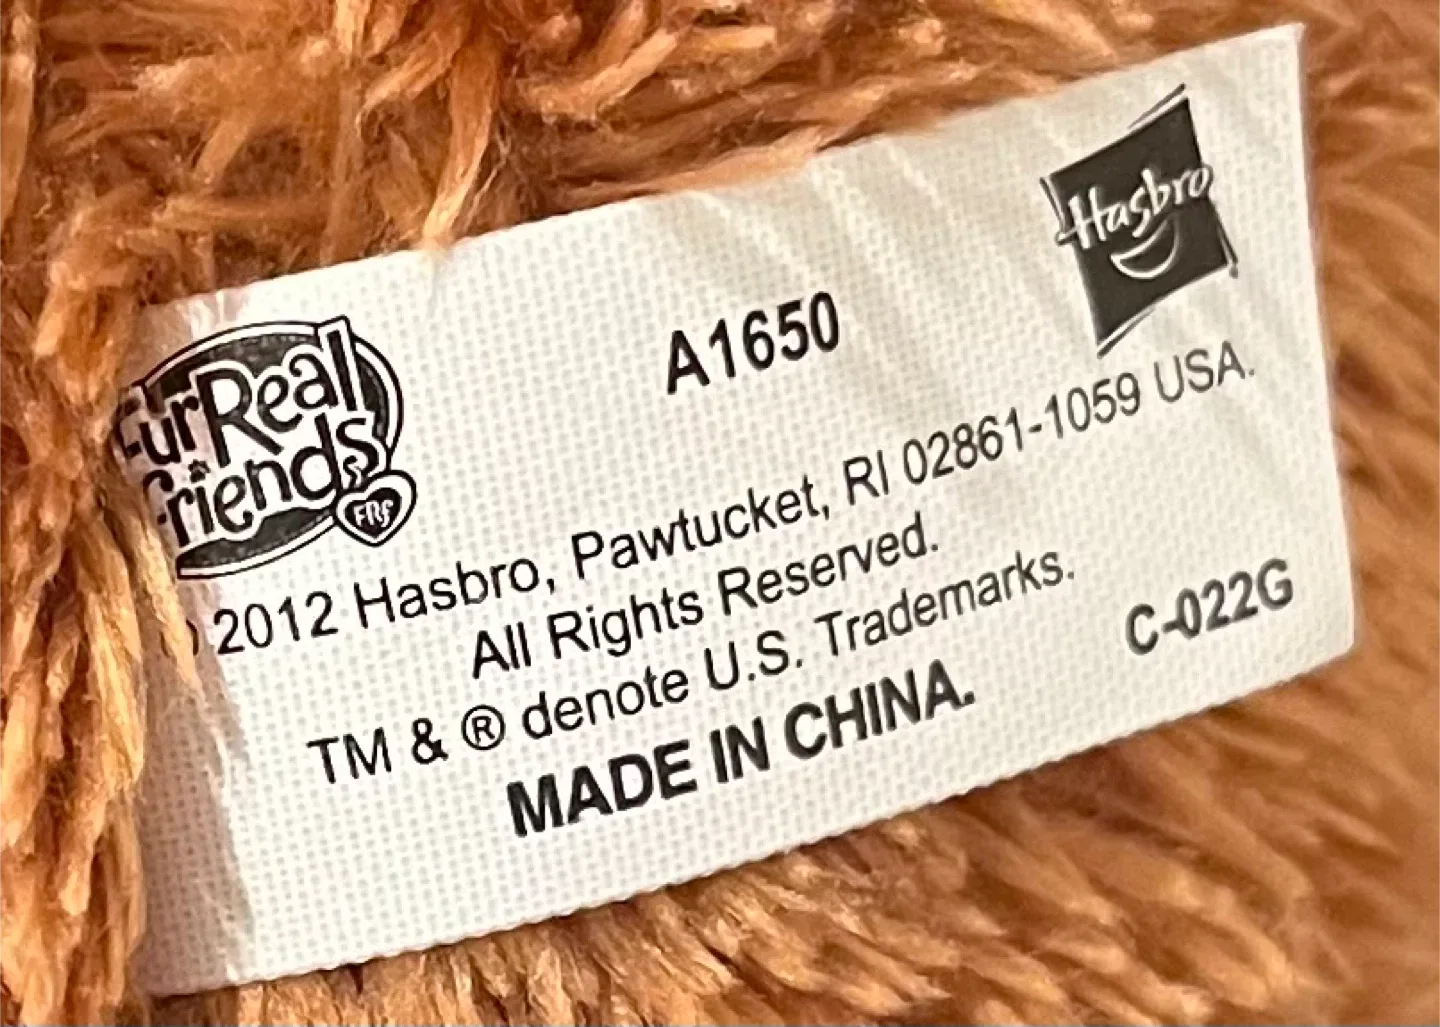 FurReal
friends
FRF
A1650
Hasbro
2012 Hasbro, Pawtucket, RI 02861-1059 USA.
All Rights Reserved.
TM & ® denote U.S. Trademarks.
MADE IN CHINA.
C-022G